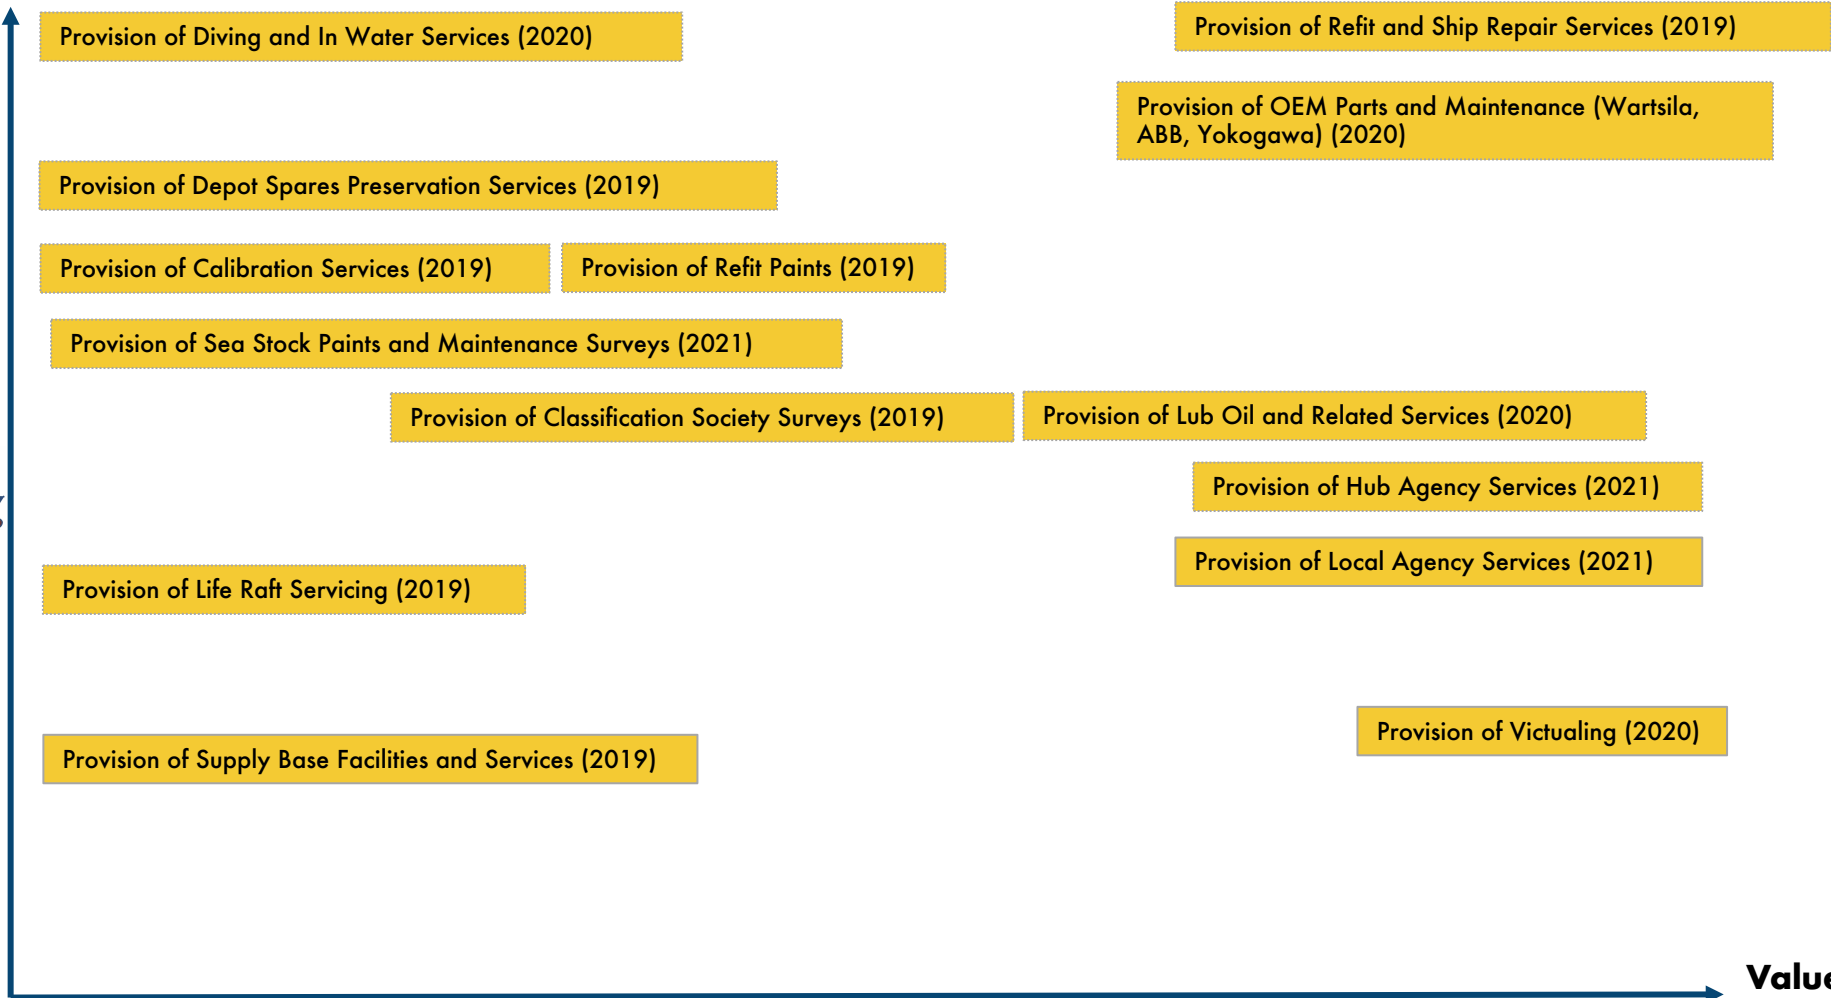 Provision of Diving and In Water Services (2020)
Provision of Refit and Ship Repair Services (2019)
Provision of OEM Parts and Maintenance (Wartsila,
ABB, Yokogawa) (2020)
Provision of Depot Spares Preservation Services (2019)
Provision of Calibration Services (2019)
Provision of Refit Paints (2019)
Provision of Sea Stock Paints and Maintenance Surveys (2021)
Provision of Classification Society Surveys (2019)
Provision of Lub Oil and Related Services (2020)
Provision of Hub Agency Services (2021)
Provision of Local Agency Services (2021)
Provision of Life Raft Servicing (2019)
Provision of Victualing (2020)
Provision of Supply Base Facilities and Services (2019)
Value